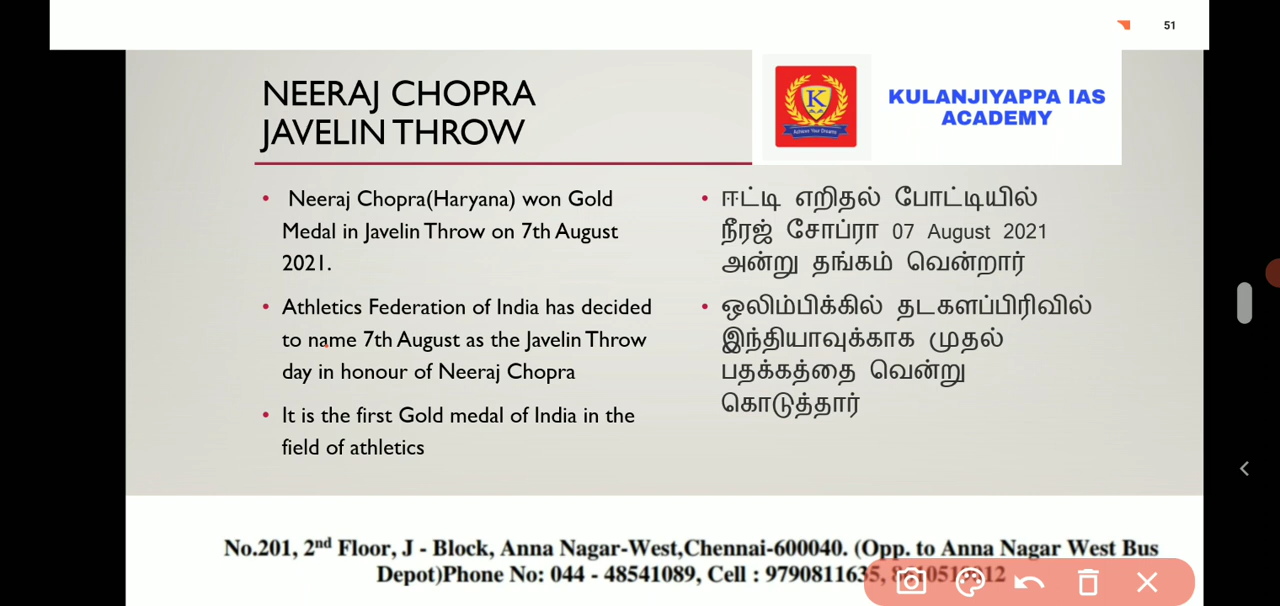 51
NEERAJ CHOPRA
JAVELIN THROW
K
Achieve Your Dreams
KULANJIYAPPA IAS
ACADEMY
• Neeraj Chopra(Haryana) won Gold
Medal in Javelin Throw on 7th August
2021.
• Athletics Federation of India has decided
to name 7th August as the Javelin Throw
day in honour of Neeraj Chopra
• It is the first Gold medal of India in the
field of athletics
• ஈட்டி எறிதல் போட்டியில்
நீரஜ் சோப்ரா 07 August 2021
அன்று தங்கம் வென்றார்
• ஒலிம்பிக்கில் தடகளப்பிரிவில்
இந்தியாவுக்காக முதல்
பதக்கத்தை வென்று
கொடுத்தார்
No.201, 2nd Floor, J - Block, Anna Nagar-West,Chennai-600040. (Opp. to Anna Nagar West Bus
Depot)Phone No: 044 - 48541089, Cell : 9790811635,